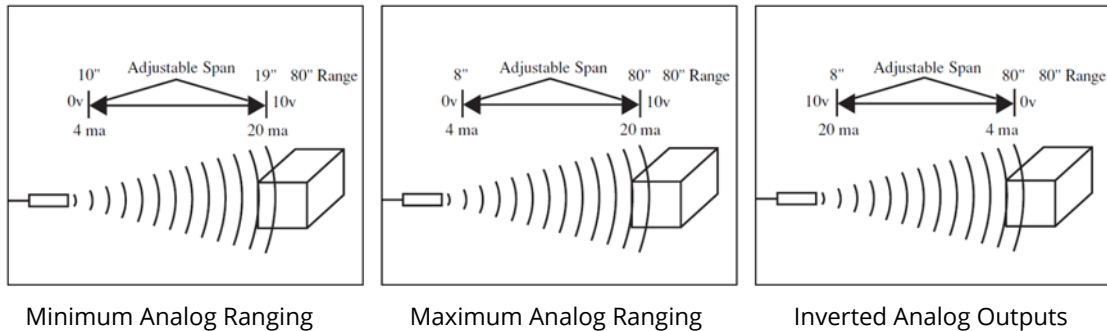 Adjustable Span
10" 19" 80" Range
0v 10v
4 ma 20 ma
Minimum Analog Ranging
Adjustable Span
8" 80" 80" Range
0v 10v
4 ma 20 ma
Maximum Analog Ranging
Adjustable Span
8" 80" 80" Range
10v 0v
20 ma 4 ma
Inverted Analog Outputs